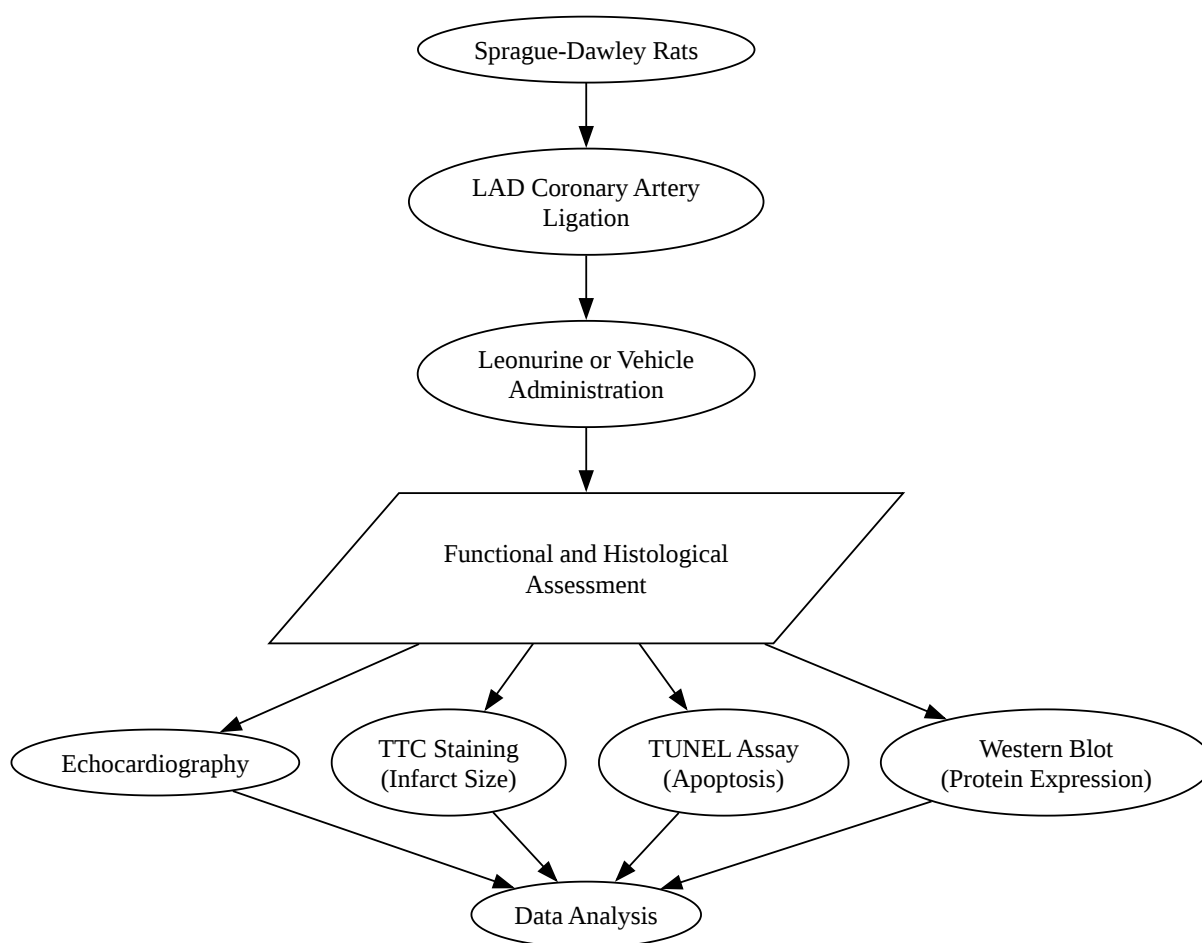 Sprague-Dawley Rats
LAD Coronary Artery
Ligation
Leonurine or Vehicle
Administration
Functional and Histological
Assessment
Echocardiography
TTC Staining
(Infarct Size)
TUNEL Assay
(Apoptosis)
Western Blot
(Protein Expression)
Data Analysis